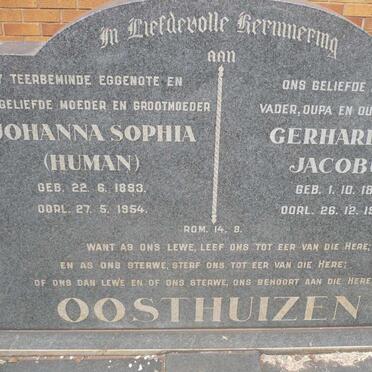 In Liefdevolle Herinnering
aan
TEERBEMINDE EGGENOTE EN
GELIEFDE MOEDER EN GROOTMOEDER
JOHANNA SOPHIA
(HUMAN)
GEB. 22. 6. 1893.
OORL. 27. 5. 1954.
ONS GELIEFDE
VADER, OUPA EN
GEB. 1. 10.
OORL. 26. 12.
ROM. 14. 8.
WANT AS ONS LEWE, LEEF ONS TOT EER VAN DIE HERE;
EN AS ONS STERWE, STERF ONS TOT EER VAN DIE HERE;
OF ONS DAN LEWE EN OF ONS STERWE, ONS BEHOORT AAN DIE HERE
OOSTHUIZEN